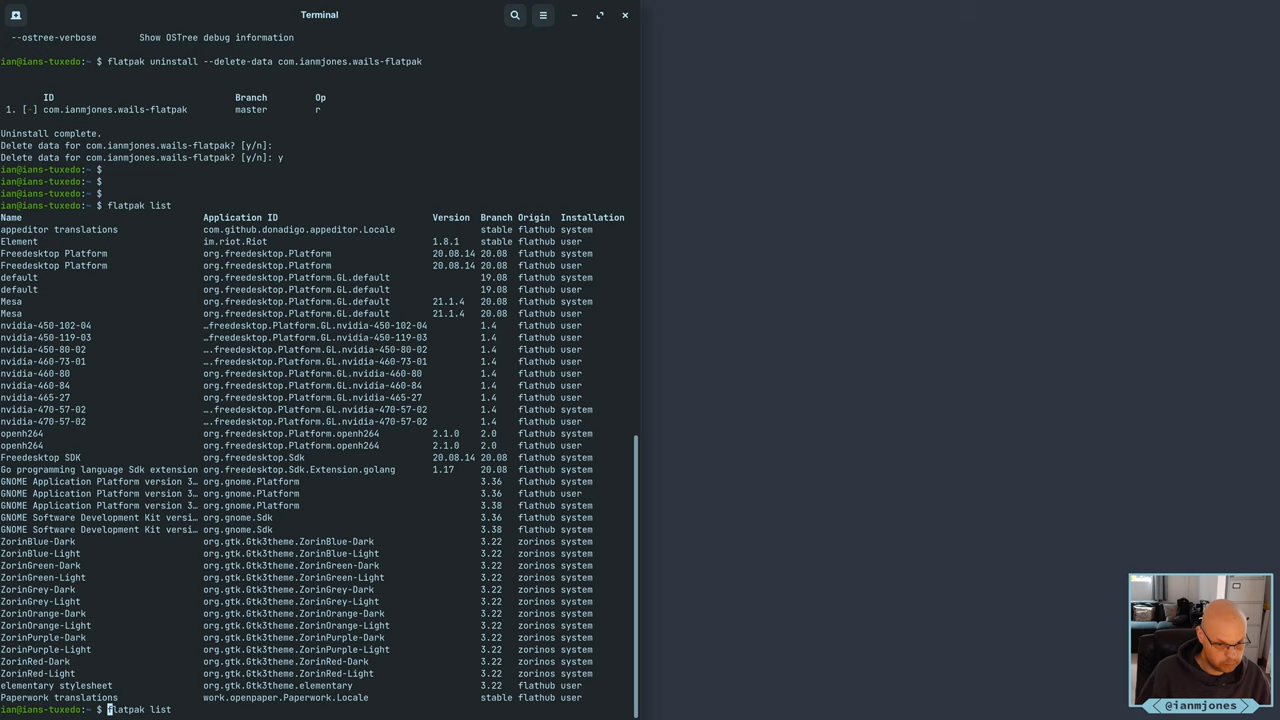 Terminal
--ostree-verbose Show OSTree debug information
ian@ians-tuxedo:~ $ flatpak uninstall --delete-data com.ianmjones.wails-flatpak
ID Branch Op
1. [-] com.ianmjones.wails-flatpak master r
Uninstall complete.
Delete data for com.ianmjones.wails-flatpak? [y/n]:
Delete data for com.ianmjones.wails-flatpak? [y/n]: y
ian@ians-tuxedo:~ $
ian@ians-tuxedo:~ $
ian@ians-tuxedo:~ $
ian@ians-tuxedo:~ $ flatpak list
Name Application ID Version Branch Origin Installation
appeditor translations com.github.donadigo.appeditor.Locale stable flathub system
Element im.riot.Riot 1.8.1 stable flathub user
Freedesktop Platform org.freedesktop.Platform 20.08.14 20.08 flathub system
Freedesktop Platform org.freedesktop.Platform 20.08.14 20.08 flathub user
default org.freedesktop.Platform.GL.default 19.08 flathub system
default org.freedesktop.Platform.GL.default 19.08 flathub user
Mesa org.freedesktop.Platform.GL.default 21.1.4 20.08 flathub system
Mesa org.freedesktop.Platform.GL.default 21.1.4 20.08 flathub user
nvidia-450-102-04 …freedesktop.Platform.GL.nvidia-450-102-04 1.4 flathub user
nvidia-450-119-03 …freedesktop.Platform.GL.nvidia-450-119-03 1.4 flathub user
nvidia-450-80-02 ….freedesktop.Platform.GL.nvidia-450-80-02 1.4 flathub user
nvidia-460-73-01 ….freedesktop.Platform.GL.nvidia-460-73-01 1.4 flathub user
nvidia-460-80 org.freedesktop.Platform.GL.nvidia-460-80 1.4 flathub user
nvidia-460-84 org.freedesktop.Platform.GL.nvidia-460-84 1.4 flathub user
nvidia-465-27 org.freedesktop.Platform.GL.nvidia-465-27 1.4 flathub user
nvidia-470-57-02 ….freedesktop.Platform.GL.nvidia-470-57-02 1.4 flathub system
nvidia-470-57-02 ….freedesktop.Platform.GL.nvidia-470-57-02 1.4 flathub user
openh264 org.freedesktop.Platform.openh264 2.1.0 2.0 flathub system
openh264 org.freedesktop.Platform.openh264 2.1.0 2.0 flathub user
Freedesktop SDK org.freedesktop.Sdk 20.08.14 20.08 flathub system
Go programming language Sdk extension org.freedesktop.Sdk.Extension.golang 1.17 20.08 flathub system
GNOME Application Platform version 3… org.gnome.Platform 3.36 flathub system
GNOME Application Platform version 3… org.gnome.Platform 3.36 flathub user
GNOME Application Platform version 3… org.gnome.Platform 3.38 flathub system
GNOME Software Development Kit versi… org.gnome.Sdk 3.36 flathub system
GNOME Software Development Kit versi… org.gnome.Sdk 3.38 flathub system
ZorinBlue-Dark org.gtk.Gtk3theme.ZorinBlue-Dark 3.22 zorinos system
ZorinBlue-Light org.gtk.Gtk3theme.ZorinBlue-Light 3.22 zorinos system
ZorinGreen-Dark org.gtk.Gtk3theme.ZorinGreen-Dark 3.22 zorinos system
ZorinGreen-Light org.gtk.Gtk3theme.ZorinGreen-Light 3.22 zorinos system
ZorinGrey-Dark org.gtk.Gtk3theme.ZorinGrey-Dark 3.22 zorinos system
ZorinGrey-Light org.gtk.Gtk3theme.ZorinGrey-Light 3.22 zorinos system
ZorinOrange-Dark org.gtk.Gtk3theme.ZorinOrange-Dark 3.22 zorinos system
ZorinOrange-Light org.gtk.Gtk3theme.ZorinOrange-Light 3.22 zorinos system
ZorinPurple-Dark org.gtk.Gtk3theme.ZorinPurple-Dark 3.22 zorinos system
ZorinPurple-Light org.gtk.Gtk3theme.ZorinPurple-Light 3.22 zorinos system
ZorinRed-Dark org.gtk.Gtk3theme.ZorinRed-Dark 3.22 zorinos system
ZorinRed-Light org.gtk.Gtk3theme.ZorinRed-Light 3.22 zorinos system
elementary stylesheet org.gtk.Gtk3theme.elementary 3.22 flathub user
Paperwork translations work.openpaper.Paperwork.Locale stable flathub user
ian@ians-tuxedo:~ $ flatpak list
@ianmjones